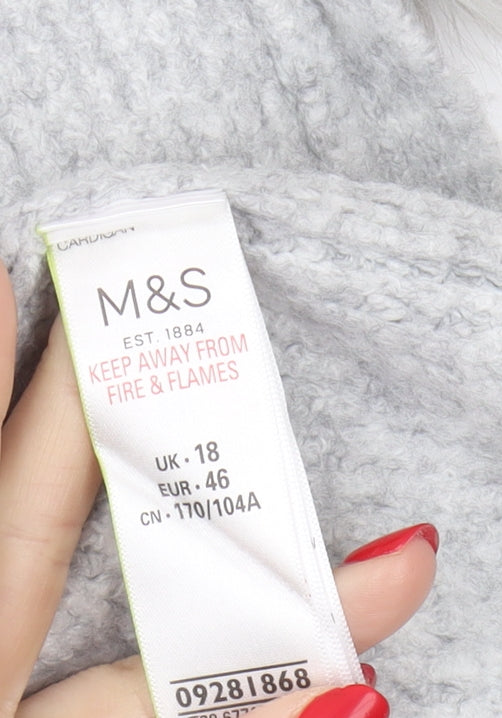 CARDIGAN
M&S
EST. 1884
KEEP AWAY FROM
FIRE & FLAMES
UK • 18
EUR • 46
CN • 170/104A
09281868